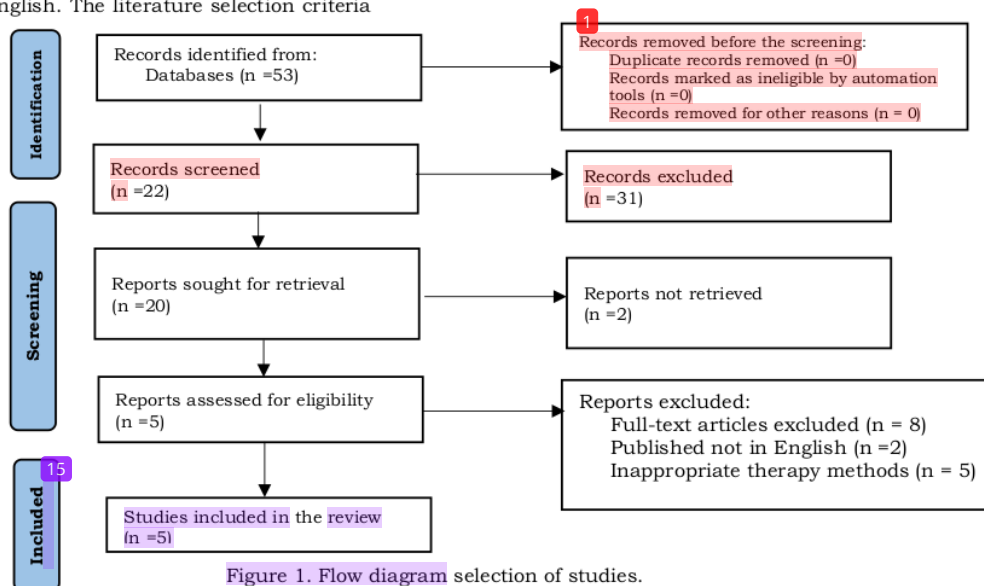 nglish. The literature selection criteria
Identification
Records identified from:
Databases (n =53)
1
Records removed before the screening:
Duplicate records removed (n =0)
Records marked as ineligible by automation
tools (n =0)
Records removed for other reasons (n = 0)
Records screened
(n =22)
Records excluded
(n =31)
Screening
Reports sought for retrieval
(n =20)
Reports not retrieved
(n =2)
Reports assessed for eligibility
(n =5)
Reports excluded:
Full-text articles excluded (n = 8)
Published not in English (n =2)
Inappropriate therapy methods (n = 5)
15
Included
Studies included in the review
(n =5)
Figure 1. Flow diagram selection of studies.